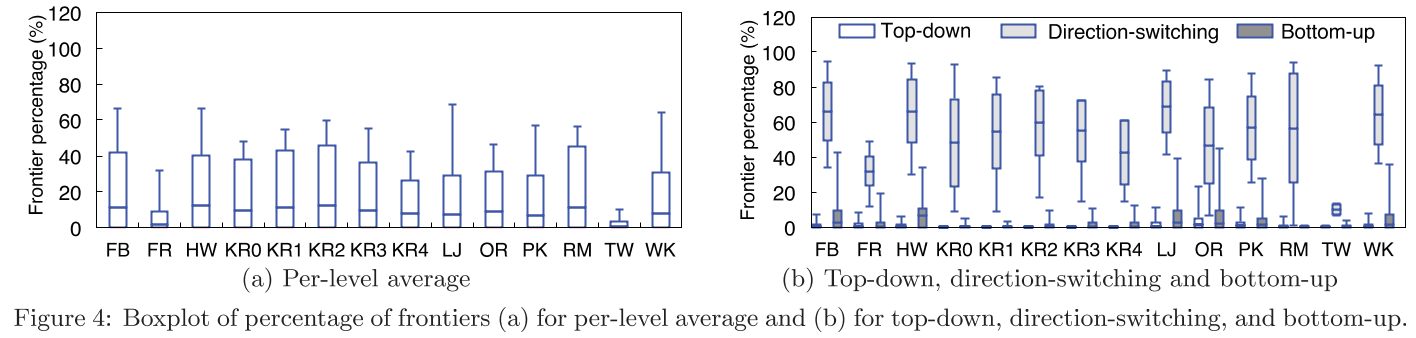 Frontier percentage (%)
120
100
80
60
40
20
0
FB FR HW KR0 KR1 KR2 KR3 KR4 LJ OR PK RM TW WK
(a) Per-level average
Frontier percentage (%)
120
100
80
60
40
20
0
Top-down Direction-switching Bottom-up
FB FR HW KR0 KR1 KR2 KR3 KR4 LJ OR PK RM TW WK
(b) Top-down, direction-switching and bottom-up
Figure 4: Boxplot of percentage of frontiers (a) for per-level average and (b) for top-down, direction-switching, and bottom-up.